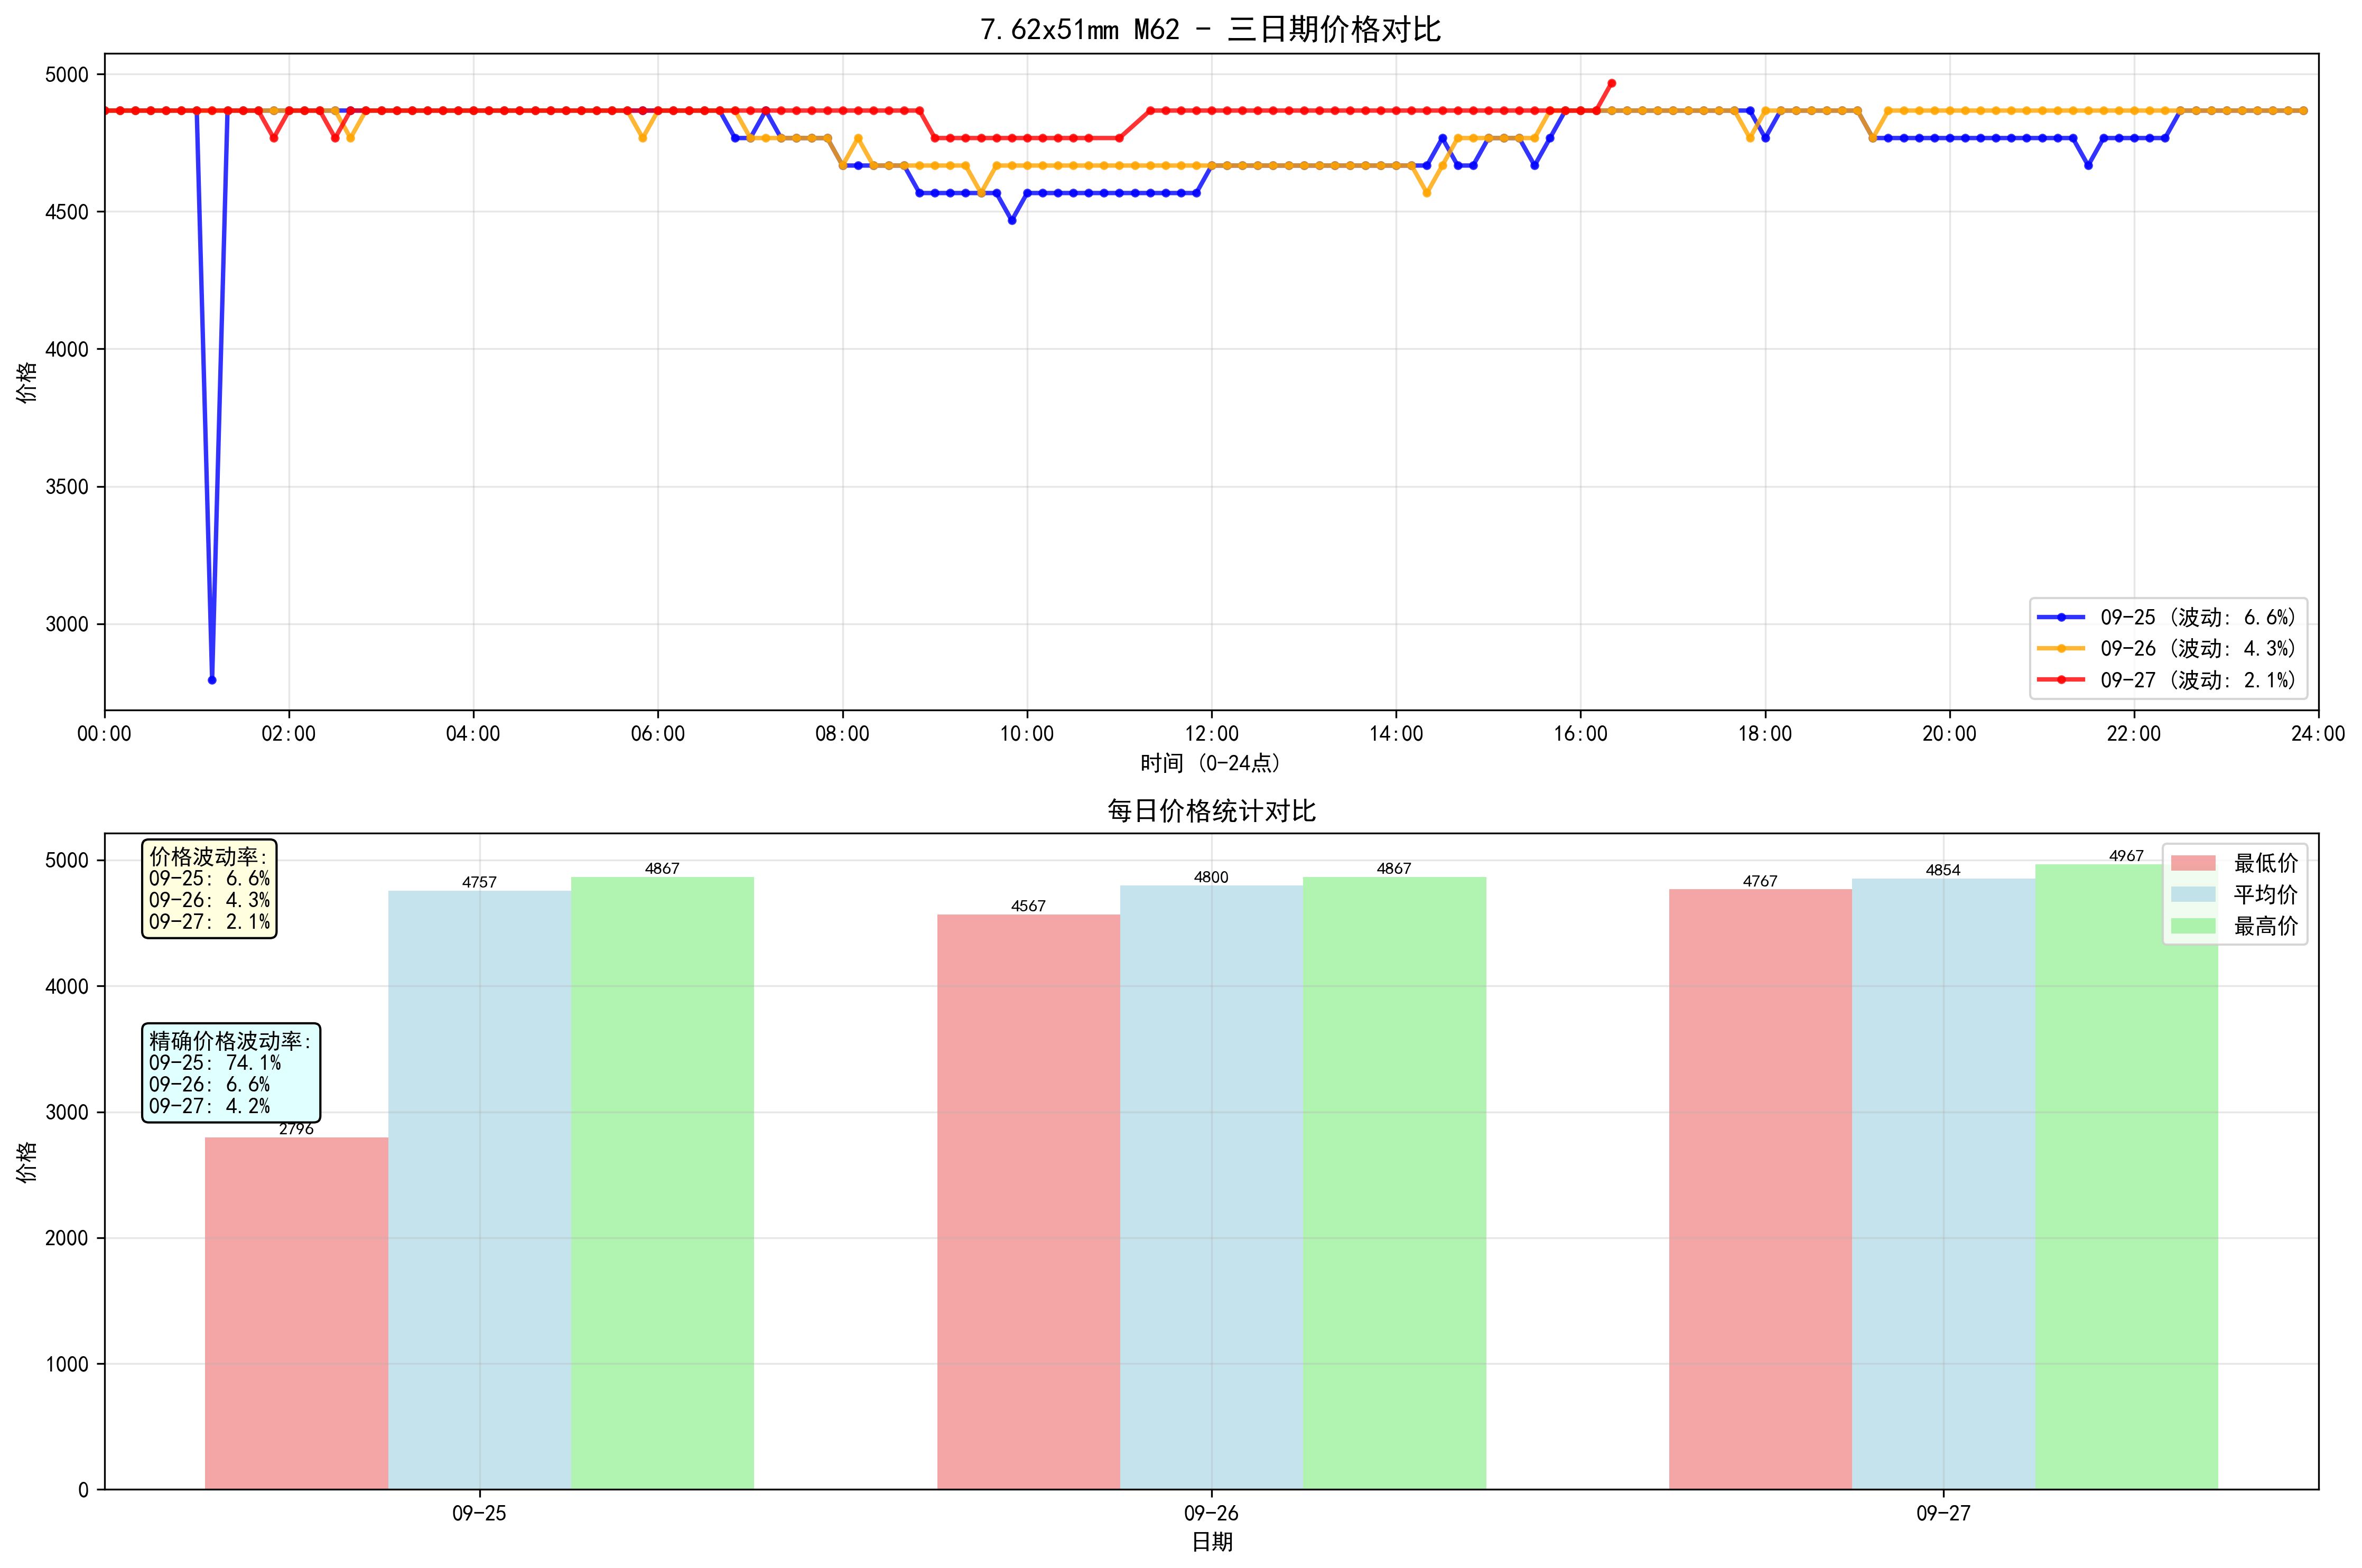 7.62x51mm M62 - 三日期价格对比
5000
4500
4000
3500
3000
价格
09-25 (波动: 6.6%)
09-26 (波动: 4.3%)
09-27 (波动: 2.1%)
00:00 02:00 04:00 06:00 08:00 10:00 12:00 14:00 16:00 18:00 20:00 22:00 24:00
时间 (0-24点)
每日价格统计对比
5000
4000
3000
2000
1000
0
价格
价格波动率:
09-25: 6.6%
09-26: 4.3%
09-27: 2.1%
精确价格波动率:
09-25: 74.1%
09-26: 6.6%
09-27: 4.2%
2796
4757
4867
4567
4800
4867
4767
4854
4967
最低价
平均价
最高价
09-25 09-26 09-27
日期